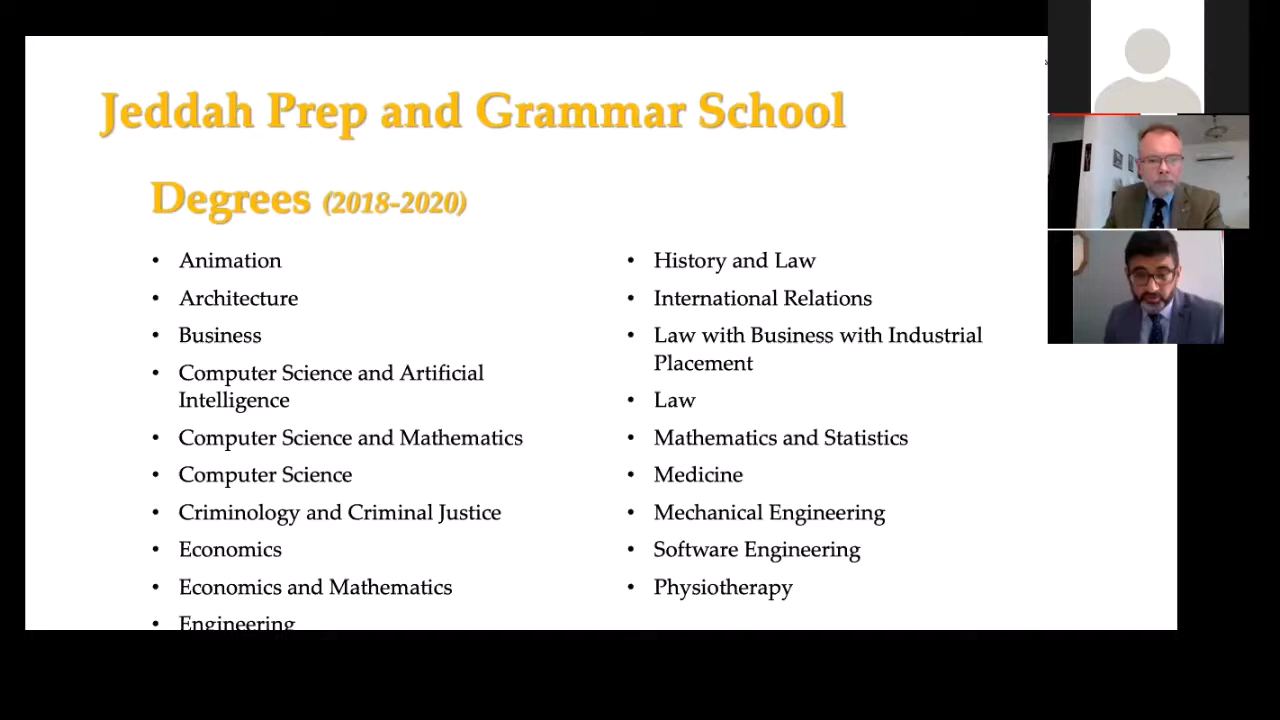 Jeddah Prep and Grammar School
Degrees (2018-2020)
• Animation
• Architecture
• Business
• Computer Science and Artificial
Intelligence
• Computer Science and Mathematics
• Computer Science
• Criminology and Criminal Justice
• Economics
• Economics and Mathematics
• Engineering
• History and Law
• International Relations
• Law with Business with Industrial
Placement
• Law
• Mathematics and Statistics
• Medicine
• Mechanical Engineering
• Software Engineering
• Physiotherapy